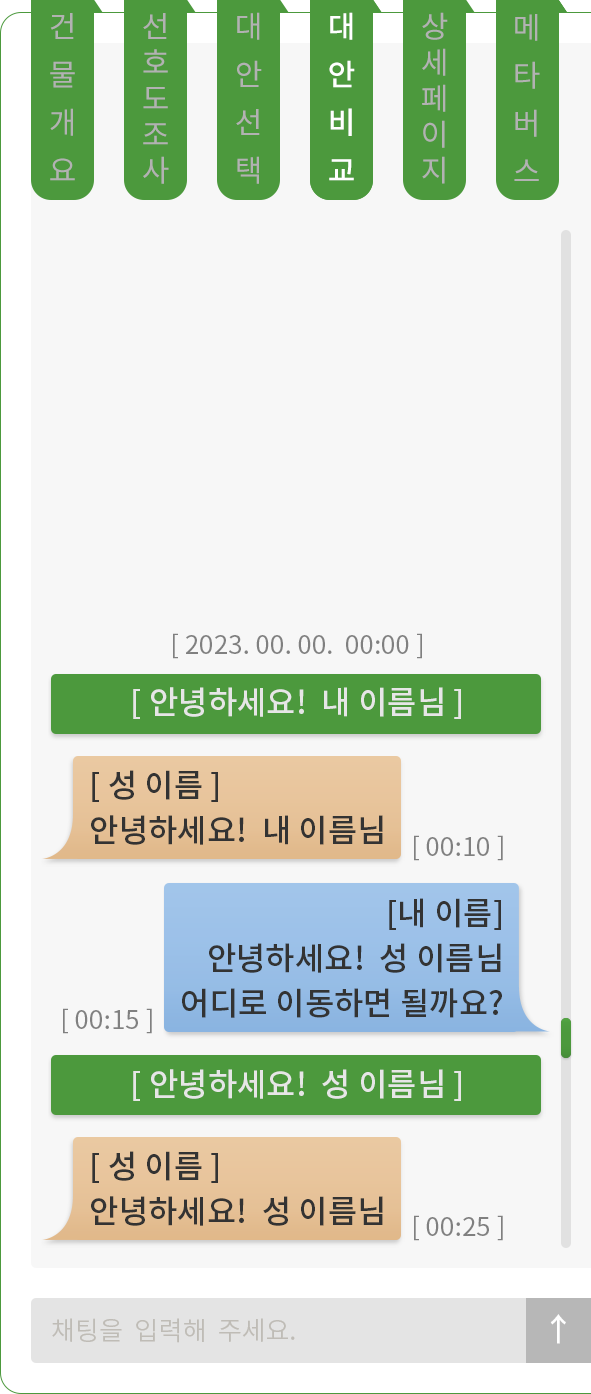 건물개요
선호도조사
대안선택
대안비교
상세페이지
메타버스
[ 2023. 00. 00.  00:00 ]
[ 안녕하세요!  내 이름님 ]
[ 성 이름 ]
안녕하세요!  내 이름님
[ 00:10 ]
[내 이름]
안녕하세요!  성 이름님
어디로 이동하면 될까요?
[ 00:15 ]
[ 안녕하세요!  성 이름님 ]
[ 성 이름 ]
안녕하세요!  성 이름님
[ 00:25 ]
채팅을 입력해 주세요.
↑